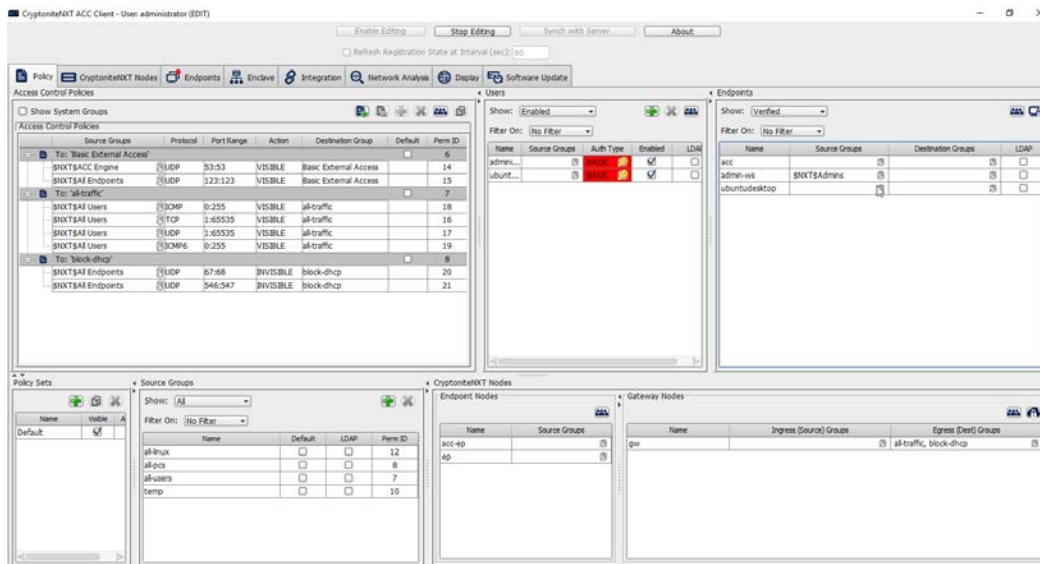 CryptoniteNXT ACC Client - User: administrator (EDIT)
Enable Editing Stop Editing Synch with Server About
Refresh Registration State at Interval (sec): 60
Policy CryptoniteNXT Nodes Endpoints Enclave Integration Network Analysis Display Software Update
Access Control Policies
Show System Groups
Access Control Policies
Source Groups Protocol Port Range Action Destination Group Default Perm ID
To: 'Basic External Access' 6
$NXT$ACC Engine UDP 53:53 VISIBLE Basic External Access 14
$NXT$All Endpoints UDP 123:123 VISIBLE Basic External Access 15
To: 'all-traffic' 7
$NXT$All Users ICMP 0:255 VISIBLE all-traffic 18
$NXT$All Users TCP 1:65535 VISIBLE all-traffic 16
$NXT$All Users UDP 1:65535 VISIBLE all-traffic 17
$NXT$All Users ICMP6 0:255 VISIBLE all-traffic 19
To: 'block-dhcp' 8
$NXT$All Endpoints UDP 67:68 INVISIBLE block-dhcp 20
$NXT$All Endpoints UDP 546:547 INVISIBLE block-dhcp 21
Users
Show: Enabled
Filter On: No Filter
Name Source Groups Auth Type Enabled LDAP
admini... BASIC
ubunt... BASIC
Endpoints
Show: Verified
Filter On: No Filter
Name Source Groups Destination Groups LDAP
acc
admin-ws $NXT$Admins
ubuntudesktop
Policy Sets
Name Visible A
Default
Source Groups
Show: All
Filter On: No Filter
Name Default LDAP Perm ID
all-linux 12
all-pcs 8
all-users 7
temp 10
CryptoniteNXT Nodes
Endpoint Nodes
Name Source Groups
acc-ep
ep
Gateway Nodes
Name Ingress (Source) Groups Egress (Dest) Groups
gw all-traffic, block-dhcp